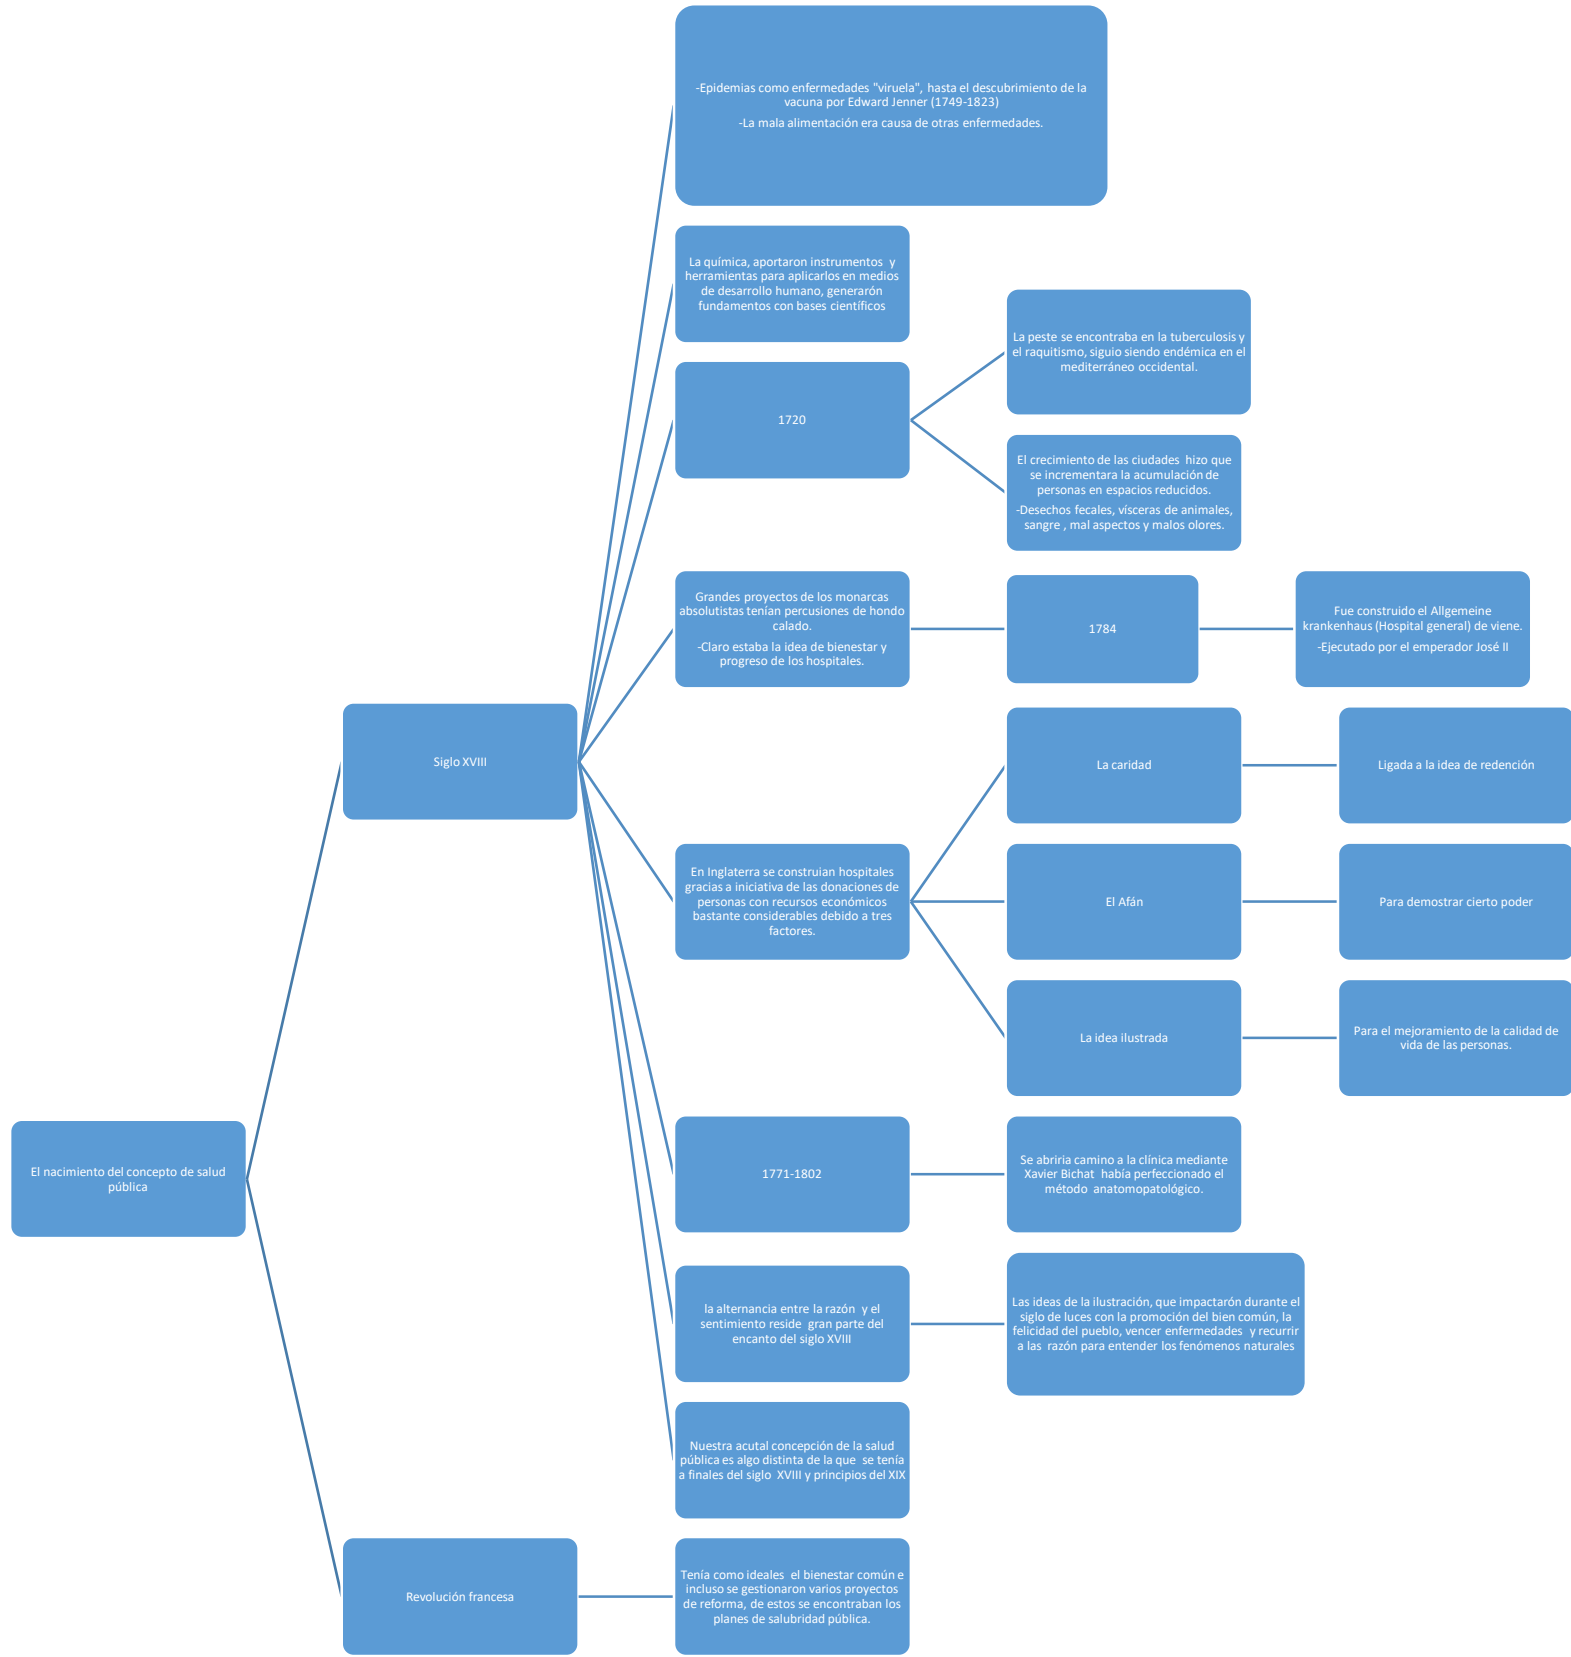 El nacimiento del concepto de salud
pública
Siglo XVIII
-Epidemias como enfermedades "viruela", hasta el descubrimiento de la
vacuna por Edward Jenner (1749-1823)
-La mala alimentación era causa de otras enfermedades.
La química, aportaron instrumentos y
herramientas para aplicarlos en medios
de desarrollo humano, generarón
fundamentos con bases científicos
1720
La peste se encontraba en la tuberculosis y
el raquitismo, siguio siendo endémica en el
mediterráneo occidental.
El crecimiento de las ciudades hizo que
se incrementara la acumulación de
personas en espacios reducidos.
-Desechos fecales, vísceras de animales,
sangre , mal aspectos y malos olores.
Grandes proyectos de los monarcas
absolutistas tenían percusiones de hondo
calado.
-Claro estaba la idea de bienestar y
progreso de los hospitales.
1784
Fue construido el Allgemeine
krankenhaus (Hospital general) de viene.
-Ejecutado por el emperador José II
En Inglaterra se construian hospitales
gracias a iniciativa de las donaciones de
personas con recursos económicos
bastante considerables debido a tres
factores.
La caridad
Ligada a la idea de redención
El Afán
Para demostrar cierto poder
La idea ilustrada
Para el mejoramiento de la calidad de
vida de las personas.
1771-1802
Se abriria camino a la clínica mediante
Xavier Bichat había perfeccionado el
método anatomopatológico.
la alternancia entre la razón y el
sentimiento reside gran parte del
encanto del siglo XVIII
Las ideas de la ilustración, que impactarón durante el
siglo de luces con la promoción del bien común, la
felicidad del pueblo, vencer enfermedades y recurrir
a las razón para entender los fenómenos naturales
Nuestra acutal concepción de la salud
pública es algo distinta de la que se tenía
a finales del siglo XVIII y principios del XIX
Revolución francesa
Tenía como ideales el bienestar común e
incluso se gestionaron varios proyectos
de reforma, de estos se encontraban los
planes de salubridad pública.